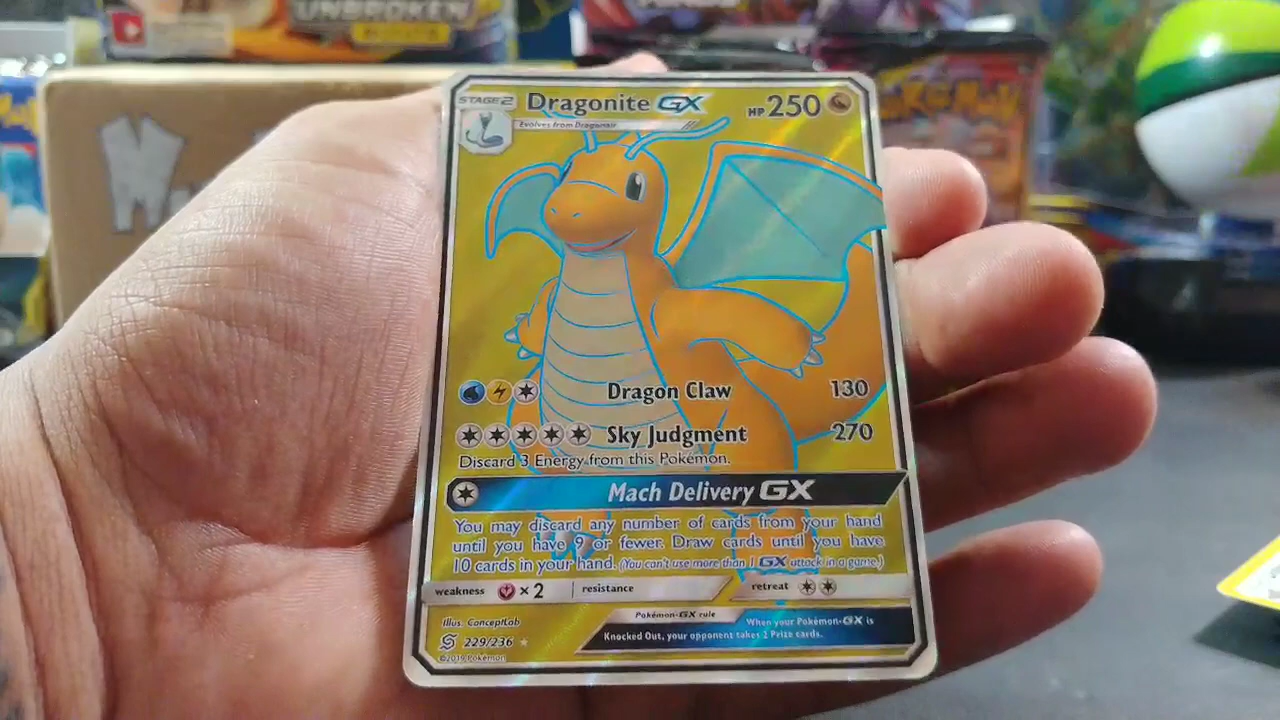 UNBROKEN
STAGE2 Dragonite GX HP 250
Evolves from Dragonair
Dragon Claw 130
Sky Judgment 270
Discard 3 Energy from this Pokémon.
Mach Delivery GX
You may discard any number of cards from your hand
until you have 9 or fewer. Draw cards until you have
10 cards in your hand. (You can't use more than 1 GX attack in a game.)
weakness × 2 resistance retreat
Pokémon-GX rule When your Pokémon-GX is
Knocked Out, your opponent takes 2 Prize cards.
Illus. ConceptLab
229/236
©2019 Pokémon